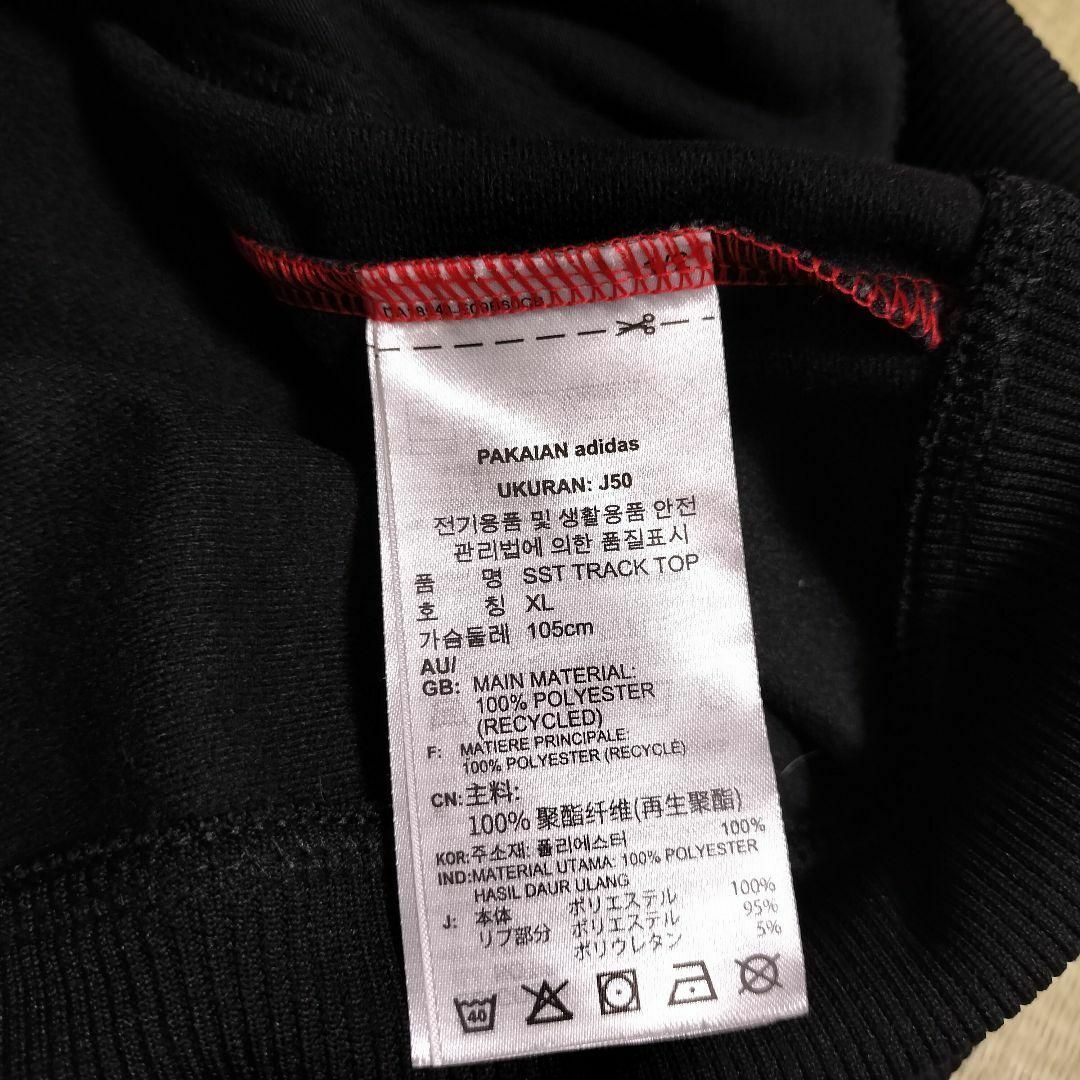 PAKAIAN adidas
UKURAN: J50
전기용품 및 생활용품 안전
관리법에 의한 품질표시
품 명 SST TRACK TOP
호 칭 XL
가슴둘레 105cm
AU/
GB: MAIN MATERIAL:
100% POLYESTER
(RECYCLED)
F: MATIERE PRINCIPALE:
100% POLYESTER (RECYCLÉ)
CN: 主料:
100% 聚酯纤维(再生聚酯)
KOR: 주소재: 폴리에스터 100%
IND: MATERIAL UTAMA: 100% POLYESTER
HASIL DAUR ULANG
J: 本体 ポリエステル 100%
リブ部分 ポリエステル 95%
ポリウレタン 5%
40